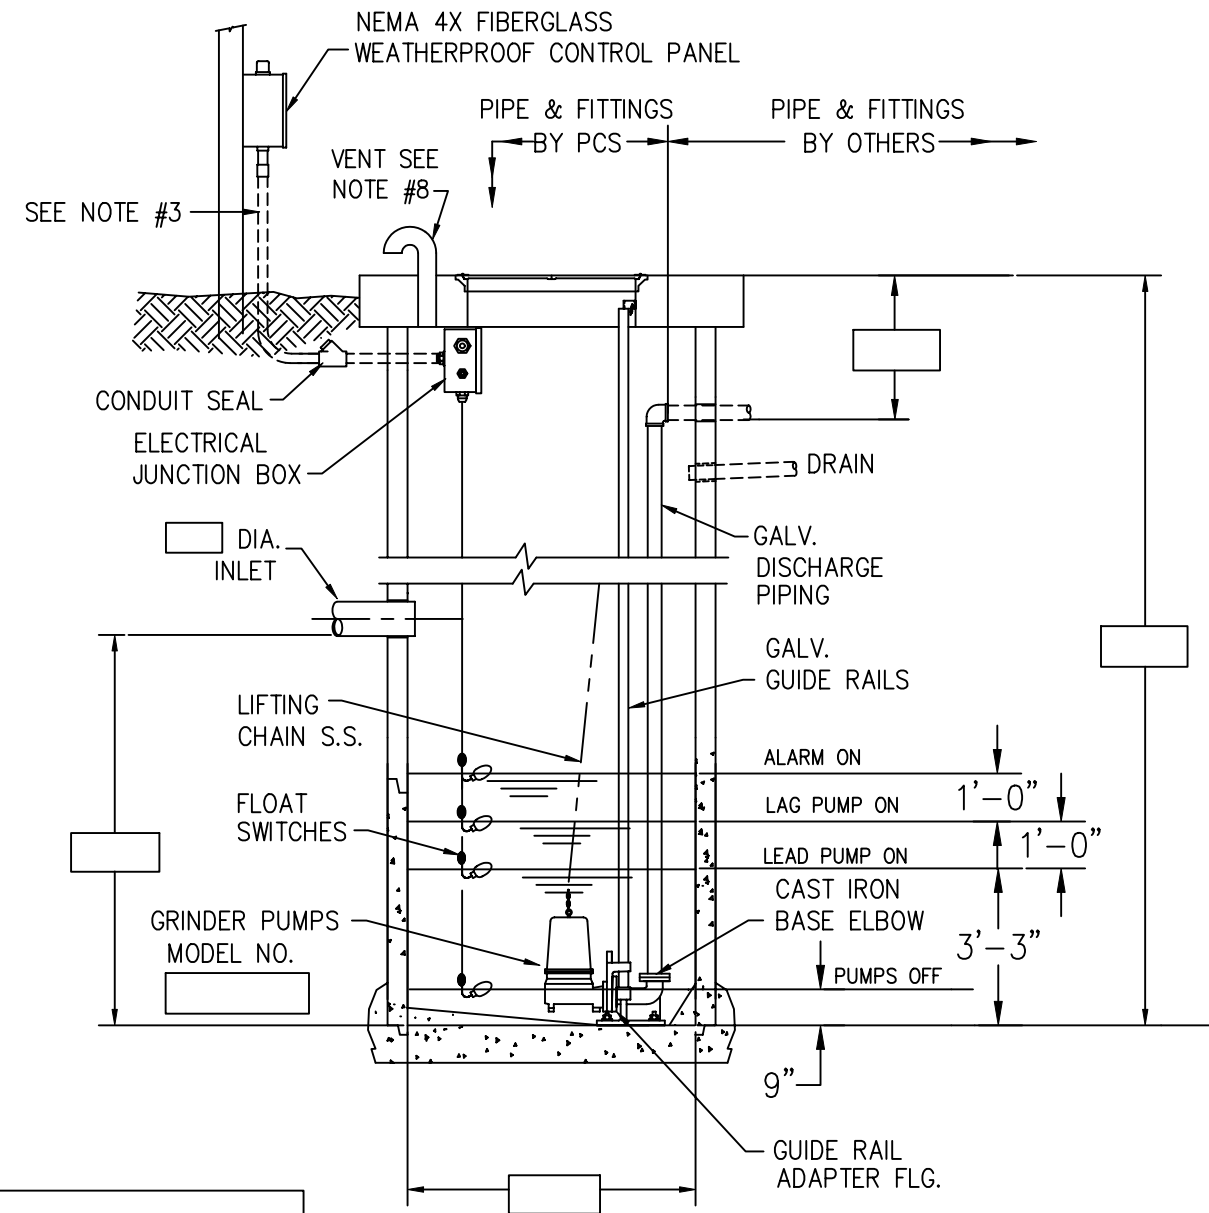 NEMA 4X FIBERGLASS
WEATHERPROOF CONTROL PANEL
PIPE & FITTINGS
BY PCS
PIPE & FITTINGS
BY OTHERS
VENT SEE
NOTE #8
SEE NOTE #3
CONDUIT SEAL
ELECTRICAL
JUNCTION BOX
DRAIN
DIA.
INLET
GALV.
DISCHARGE
PIPING
GALV.
GUIDE RAILS
LIFTING
CHAIN S.S.
ALARM ON
1'-0"
FLOAT
SWITCHES
LAG PUMP ON
1'-0"
LEAD PUMP ON
CAST IRON
BASE ELBOW
GRINDER PUMPS
MODEL NO.
3'-3"
PUMPS OFF
9"
GUIDE RAIL
ADAPTER FLG.